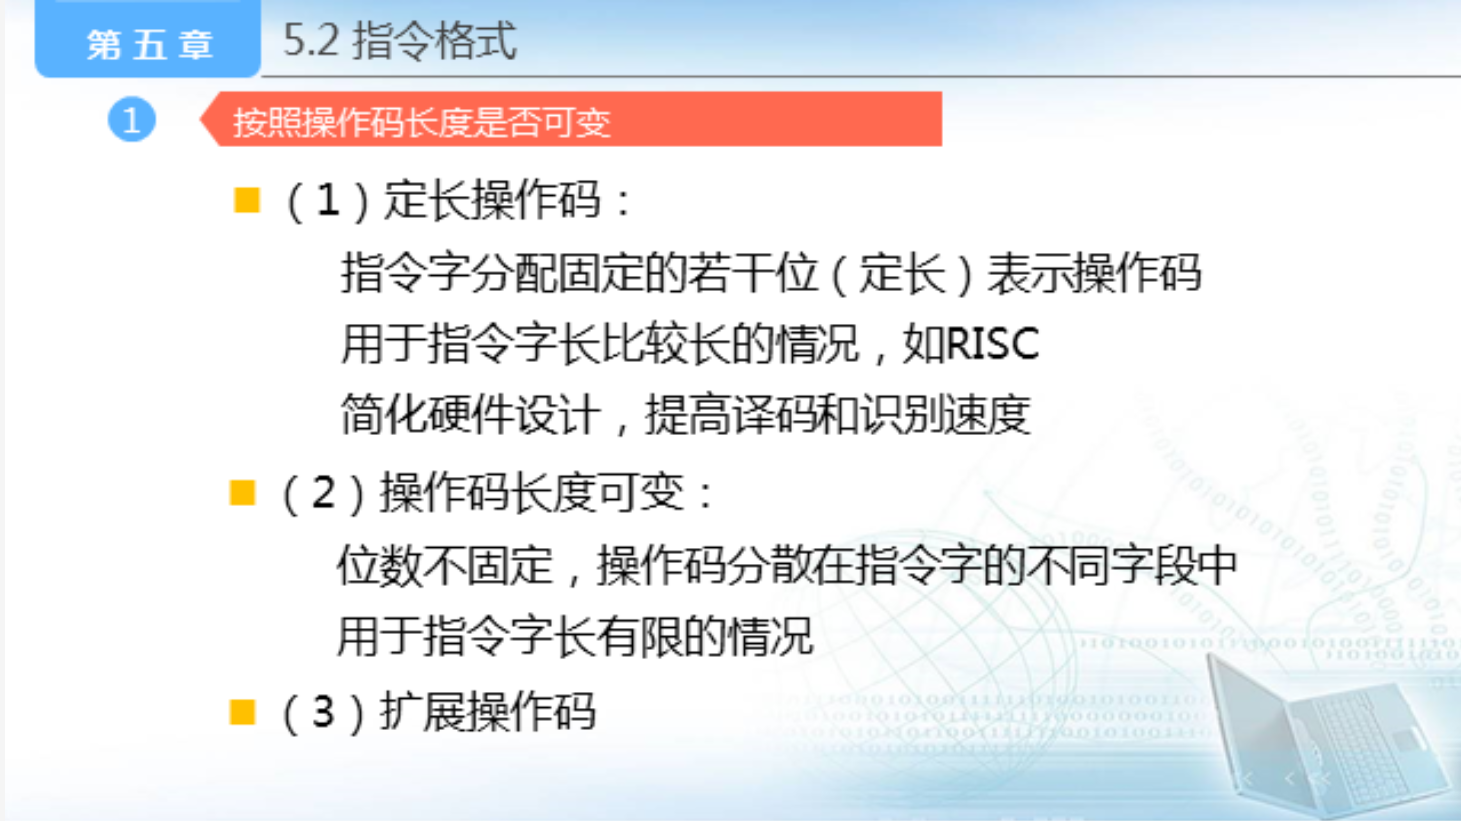 第五章
5.2 指令格式
1
按照操作码长度是否可变
（1）定长操作码：
指令字分配固定的若干位（定长）表示操作码
用于指令字长比较长的情况，如RISC
简化硬件设计，提高译码和识别速度
（2）操作码长度可变：
位数不固定，操作码分散在指令字的不同字段中
用于指令字长有限的情况
（3）扩展操作码